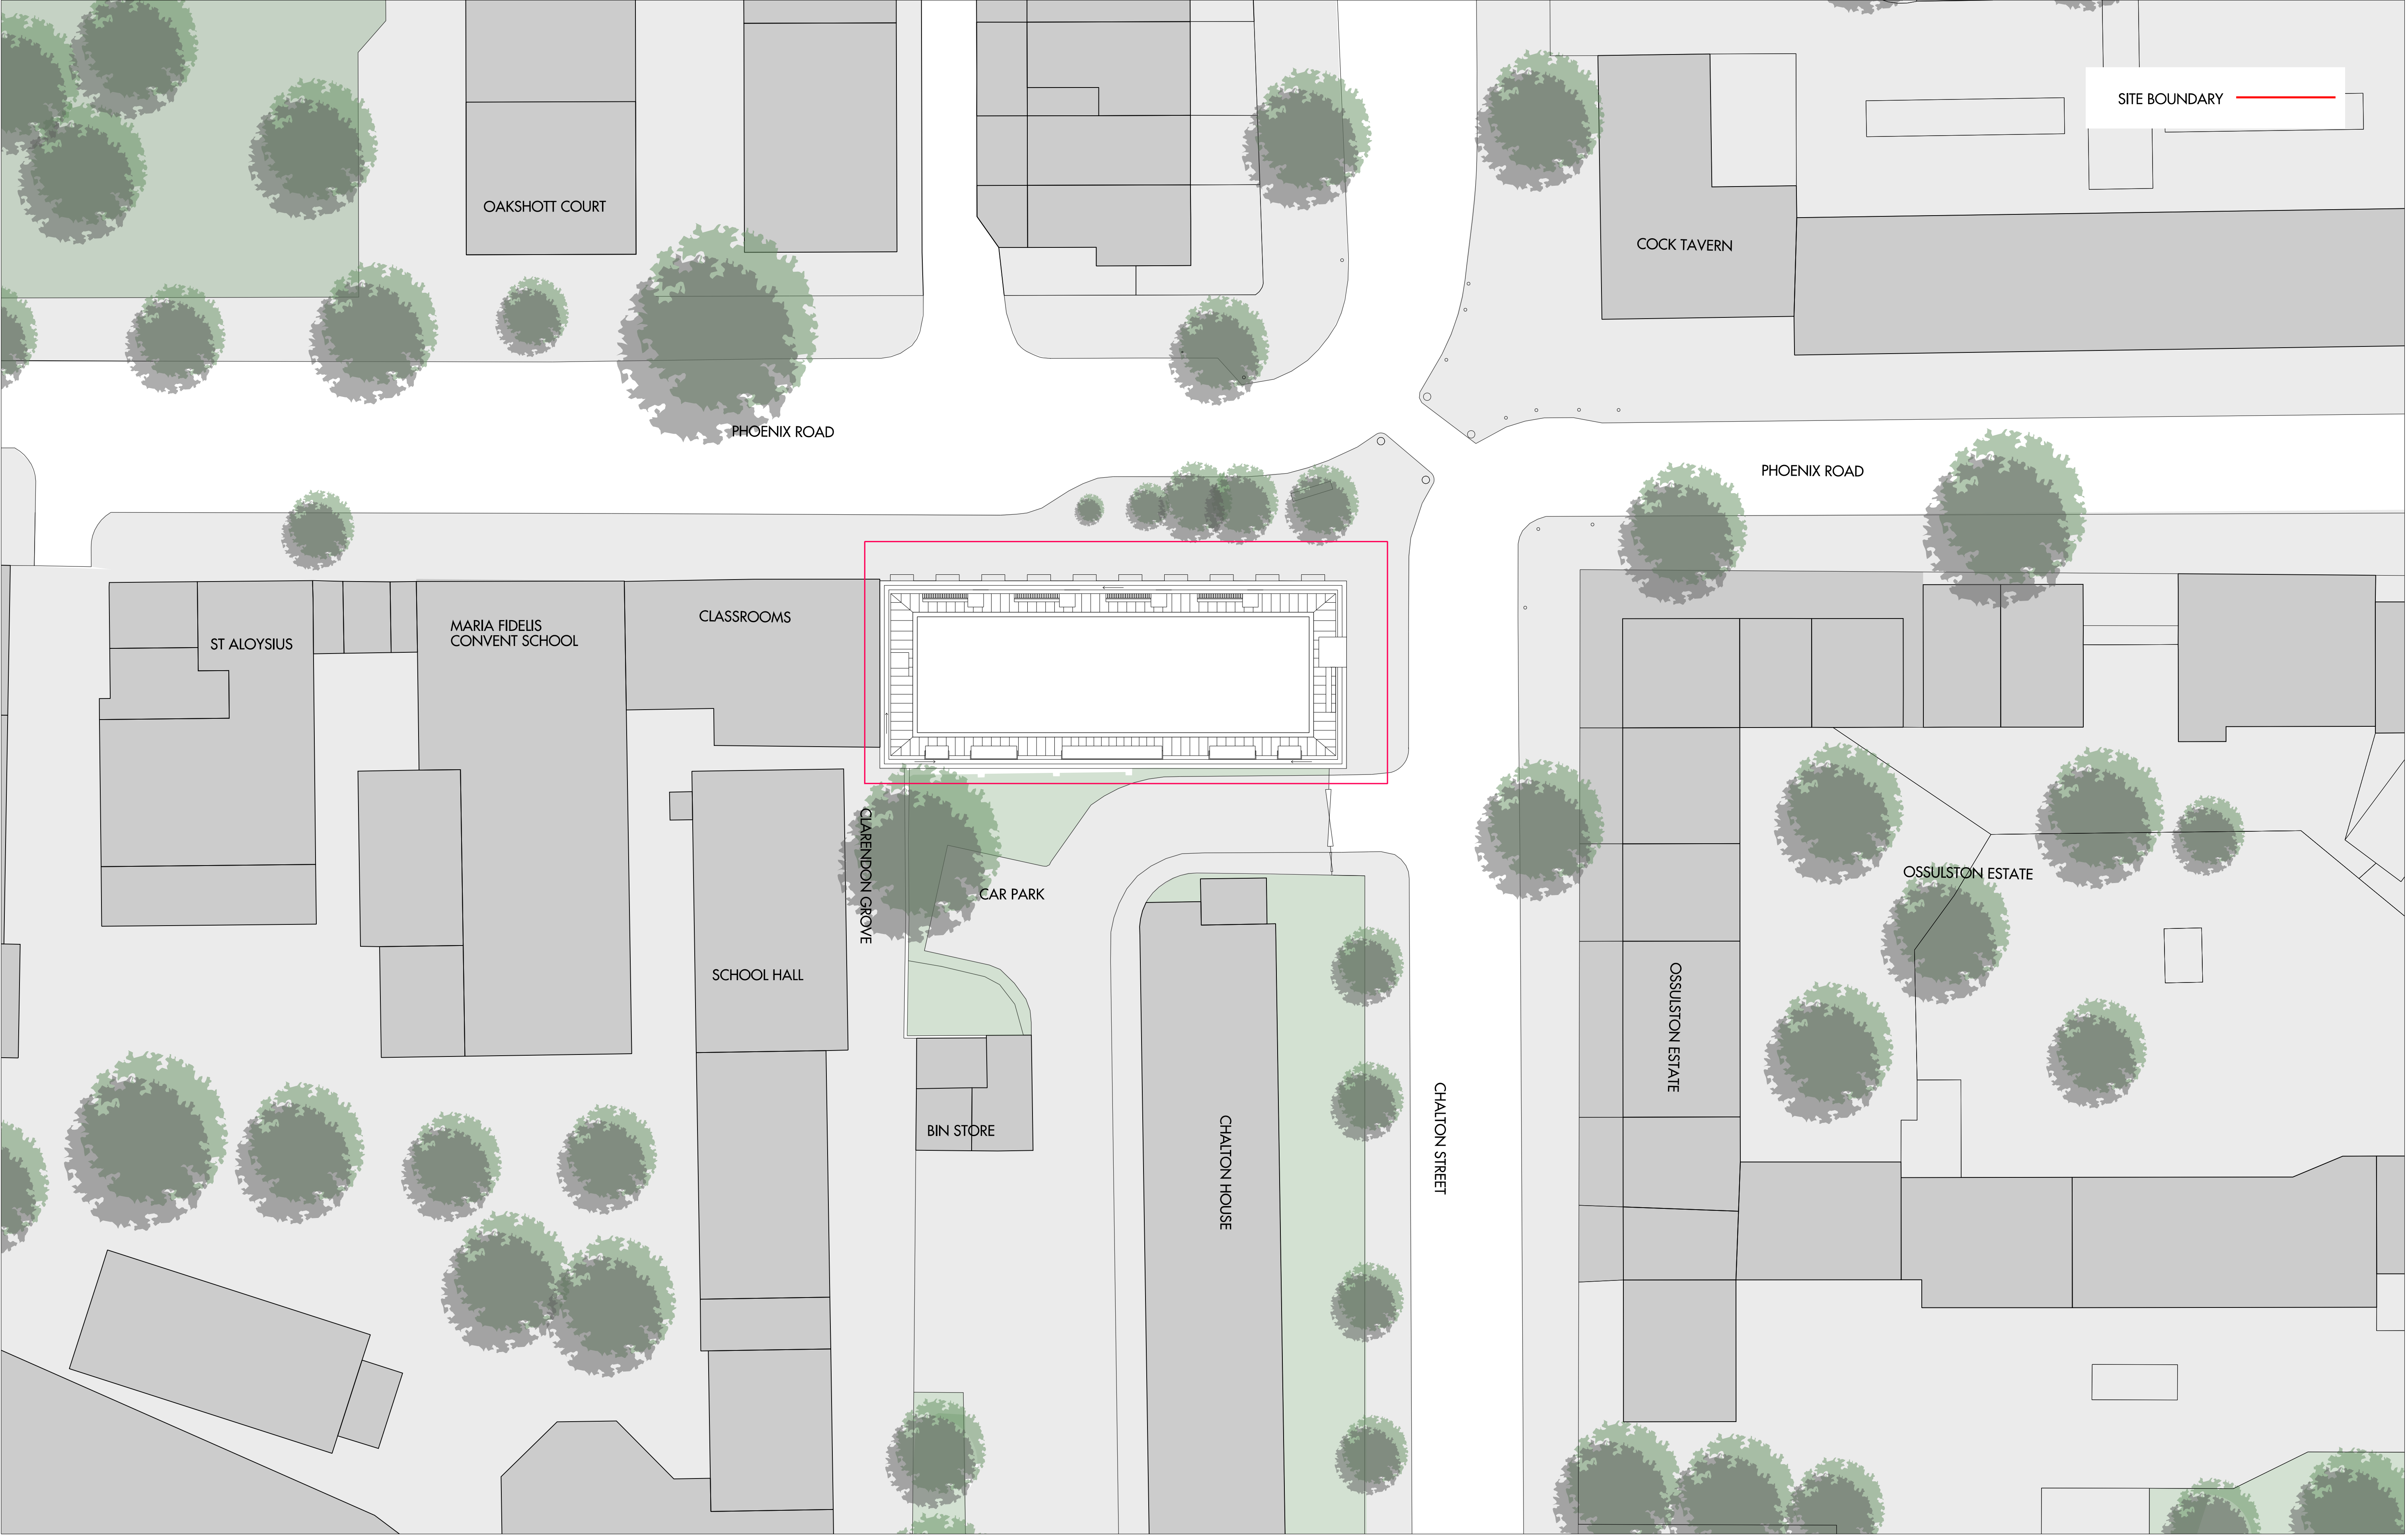 SITE BOUNDARY
OAKSHOTT COURT
COCK TAVERN
PHOENIX ROAD
PHOENIX ROAD
ST ALOYSIUS
MARIA FIDELIS
CONVENT SCHOOL
CLASSROOMS
CLARENDON GROVE
CAR PARK
OSSULSTON ESTATE
SCHOOL HALL
OSSULSTON ESTATE
BIN STORE
CHALTON HOUSE
CHALTON STREET